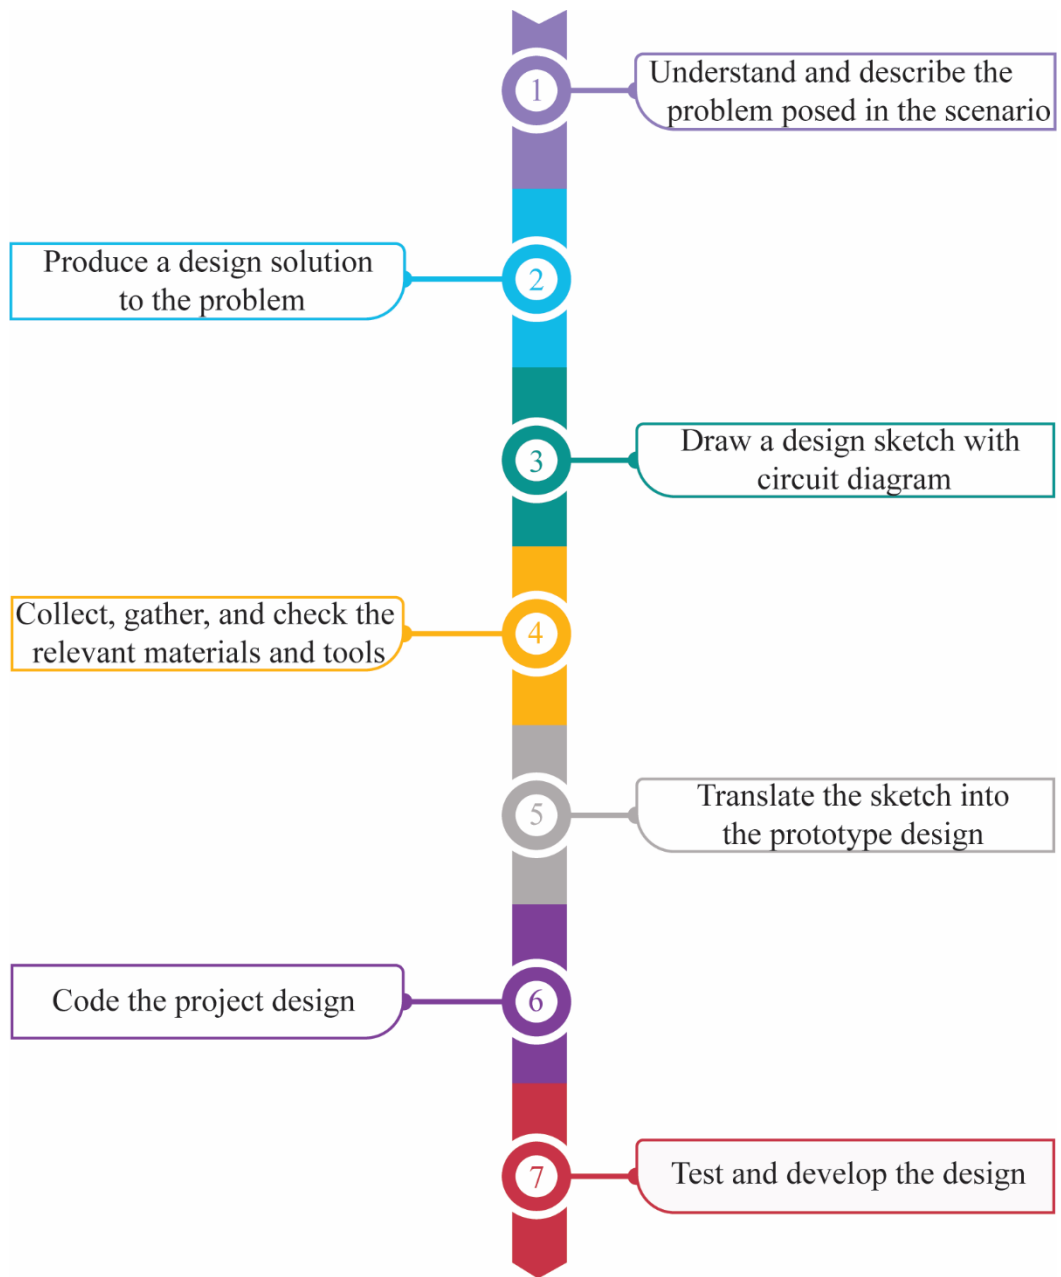 1
Understand and describe the
problem posed in the scenario
2
Produce a design solution
to the problem
3
Draw a design sketch with
circuit diagram
4
Collect, gather, and check the
relevant materials and tools
5
Translate the sketch into
the prototype design
6
Code the project design
7
Test and develop the design